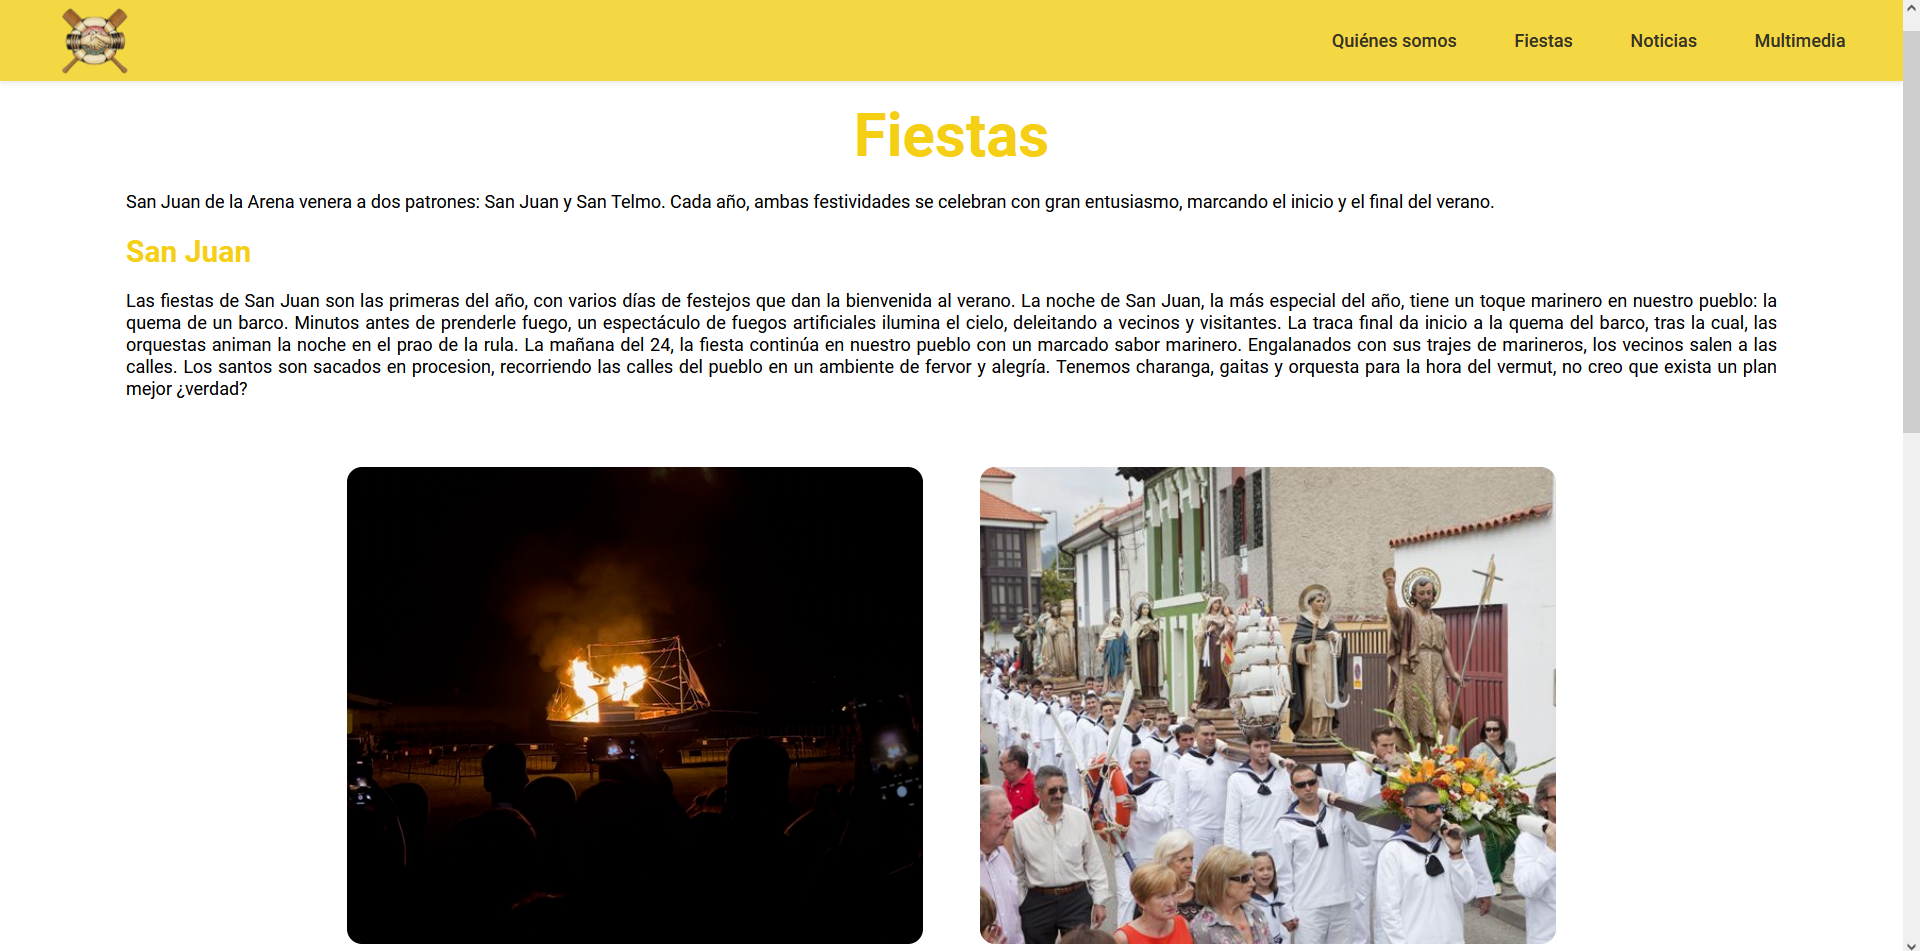 Quiénes somos Fiestas Noticias Multimedia
Fiestas
San Juan de la Arena venera a dos patrones: San Juan y San Telmo. Cada año, ambas festividades se celebran con gran entusiasmo, marcando el inicio y el final del verano.
San Juan
Las fiestas de San Juan son las primeras del año, con varios días de festejos que dan la bienvenida al verano. La noche de San Juan, la más especial del año, tiene un toque marinero en nuestro pueblo: la
quema de un barco. Minutos antes de prenderle fuego, un espectáculo de fuegos artificiales ilumina el cielo, deleitando a vecinos y visitantes. La traca final da inicio a la quema del barco, tras la cual, las
orquestas animan la noche en el prao de la rula. La mañana del 24, la fiesta continúa en nuestro pueblo con un marcado sabor marinero. Engalanados con sus trajes de marineros, los vecinos salen a las
calles. Los santos son sacados en procesion, recorriendo las calles del pueblo en un ambiente de fervor y alegría. Tenemos charanga, gaitas y orquesta para la hora del vermut, no creo que exista un plan
mejor ¿verdad?